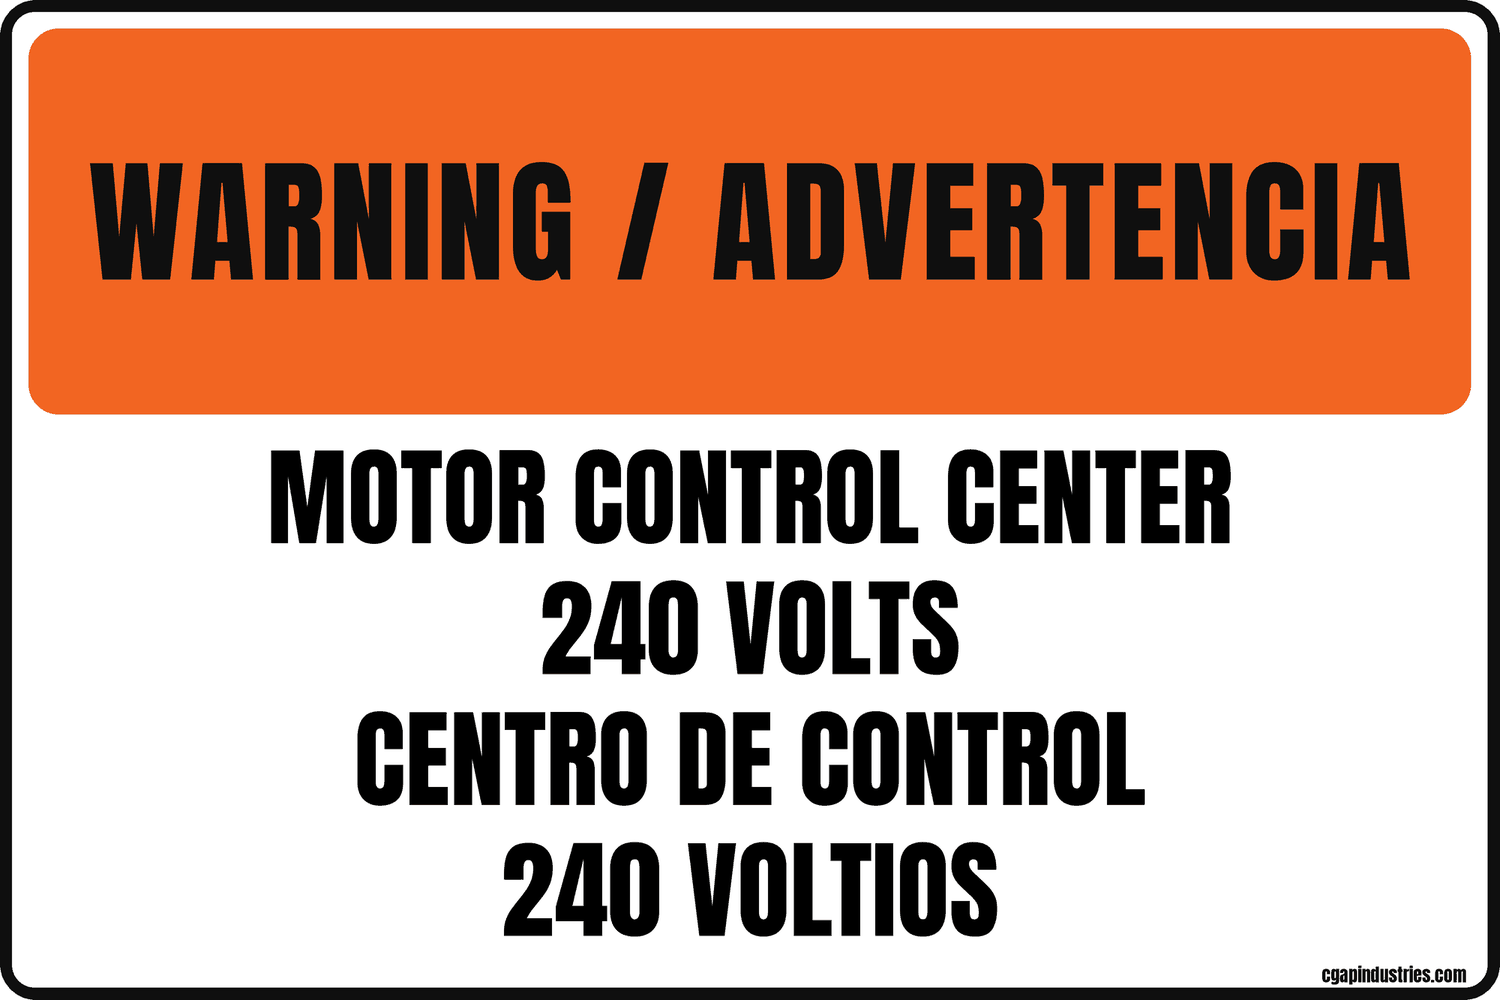 WARNING / ADVERTENCIA
MOTOR CONTROL CENTER
240 VOLTS
CENTRO DE CONTROL
240 VOLTIOS
cgapindustries.com